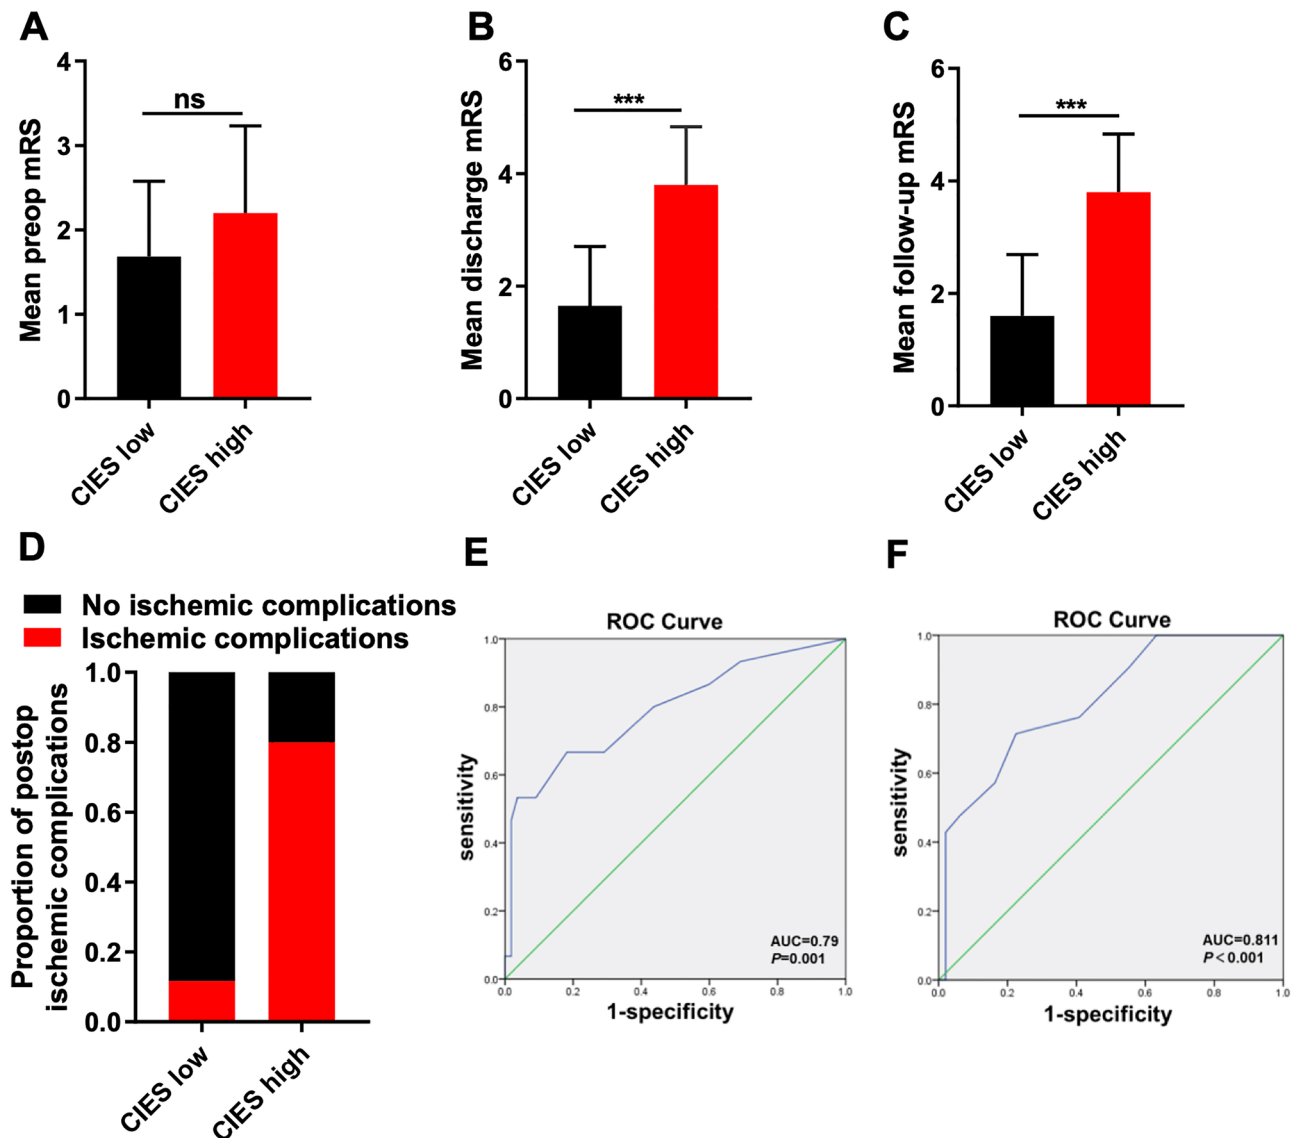 A
Mean preop mRS
4
3
2
1
0
ns
CIES low
CIES high
B
Mean discharge mRS
6
4
2
0
***
CIES low
CIES high
C
Mean follow-up mRS
6
4
2
0
***
CIES low
CIES high
D
No ischemic complications
Ischemic complications
Proportion of postop
ischemic complications
1.0
0.8
0.6
0.4
0.2
0.0
CIES low
CIES high
E
ROC Curve
sensitivity
1.0
0.8
0.6
0.4
0.2
0.0
AUC=0.79
P=0.001
0.0 0.2 0.4 0.6 0.8 1.0
1-specificity
F
ROC Curve
sensitivity
1.0
0.8
0.6
0.4
0.2
0.0
AUC=0.811
P<0.001
0.0 0.2 0.4 0.6 0.8 1.0
1-specificity